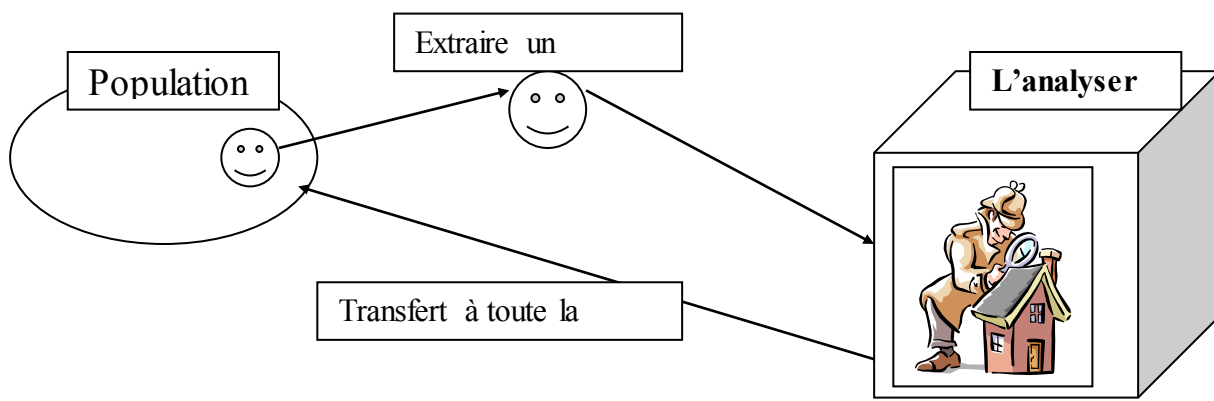 Extraire un
Population
L'analyser
Transfert à toute la